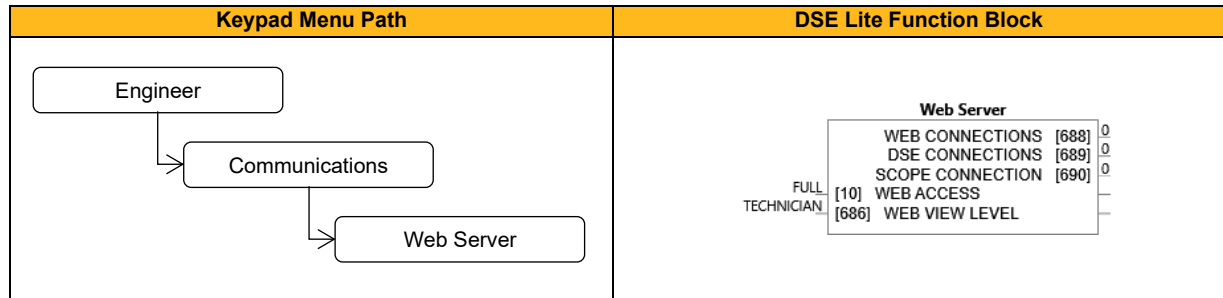 Keypad Menu Path
DSE Lite Function Block
Engineer
Communications
Web Server
Web Server
WEB CONNECTIONS [688] 0
DSE CONNECTIONS [689] 0
SCOPE CONNECTION [690] 0
FULL [10] WEB ACCESS
TECHNICIAN [686] WEB VIEW LEVEL